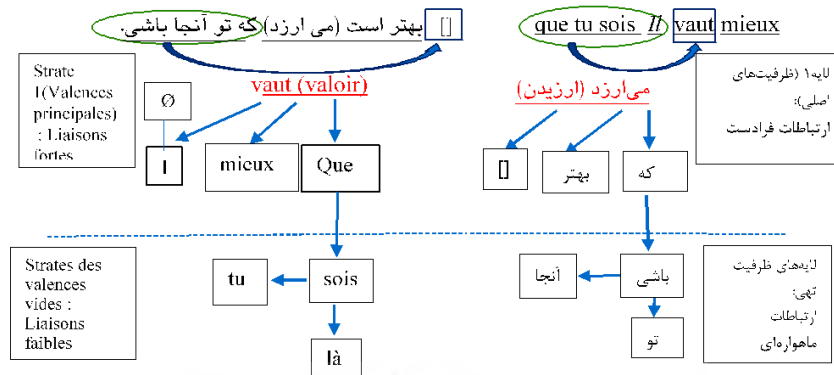 [] بهتر است (می ارزد) که تو آنجا باشی.
que tu sois Il vaut mieux
Strate
1(Valences
principales)
: Liaisons
fortes
vaut (valoir)
Ø
I
mieux
Que
می‌ارزد (ارزیدن)
[]
بهتر
که
لایه۱ (ظرفیت‌های
اصلی):
ارتباطات فرادست
Strates des
valences
vides :
Liaisons
faibles
tu
sois
là
آنجا
باشی
تو
لایه‌های ظرفیت
تهی:
ارتباطات
ماهواره‌ای